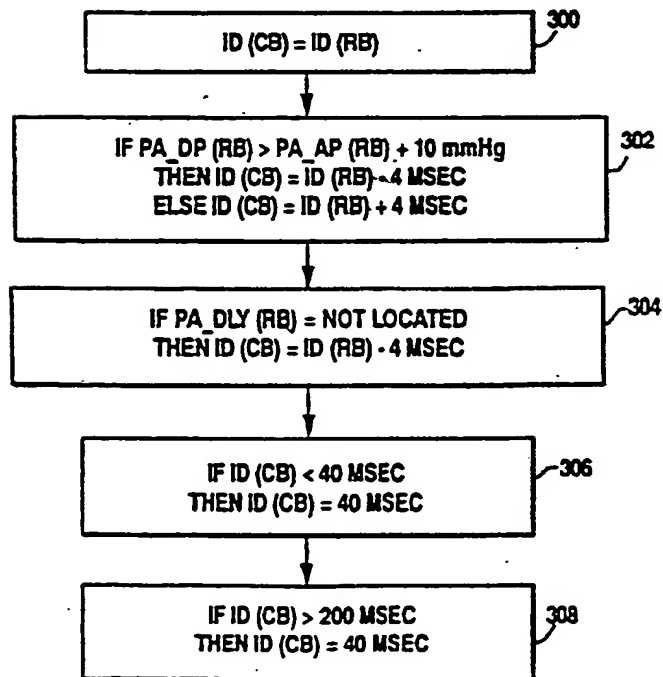 ID (CB) = ID (RB)
300
IF PA_DP (RB) > PA_AP (RB) + 10 mmHg
THEN ID (CB) = ID (RB) - 4 MSEC
ELSE ID (CB) = ID (RB) + 4 MSEC
302
IF PA_DLY (RB) = NOT LOCATED
THEN ID (CB) = ID (RB) - 4 MSEC
304
IF ID (CB) < 40 MSEC
THEN ID (CB) = 40 MSEC
306
IF ID (CB) > 200 MSEC
THEN ID (CB) = 40 MSEC
308